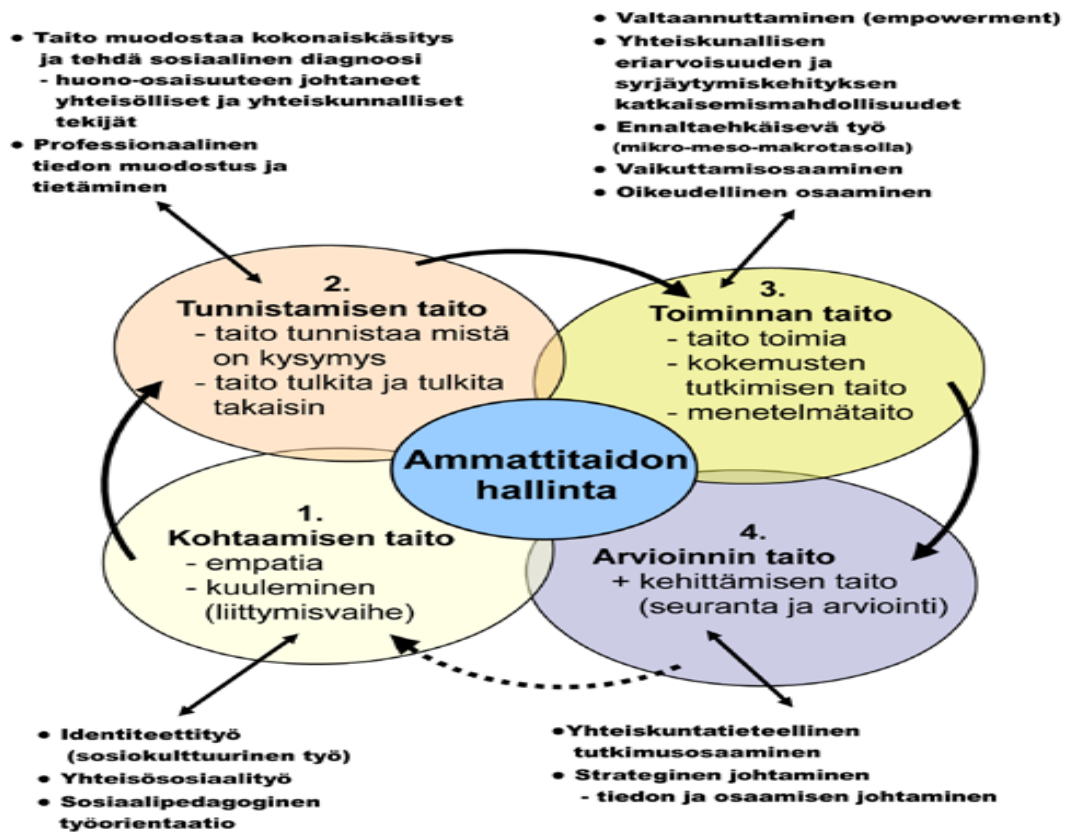 ● Taito muodostaa kokonaiskäsitys
ja tehdä sosiaalinen diagnoosi
- huono-osaisuuteen johtaneet
yhteisölliset ja yhteiskunnalliset
tekijät
● Professionaalinen
tiedon muodostus ja
tietäminen
● Valtaannuttaminen (empowerment)
● Yhteiskunallisen
eriarvoisuuden ja
syrjäytymiskehityksen
katkaisemismahdollisuudet
● Ennaltaehkäisevä työ
(mikro-meso-makrotasolla)
● Vaikuttamisosaaminen
● Oikeudellinen osaaminen
2.
Tunnistamisen taito
- taito tunnistaa mistä
on kysymys
- taito tulkita ja tulkita
takaisin
3.
Toiminnan taito
- taito toimia
- kokemusten
tutkimisen taito
- menetelmätaito
Ammattitaidon
hallinta
1.
Kohtaamisen taito
- empatia
- kuuleminen
(liittymisvaihe)
4.
Arvioinnin taito
+ kehittämisen taito
(seuranta ja arviointi)
● Identiteettityö
(sosiokulttuurinen työ)
● Yhteisösosiaalityö
● Sosiaalipedagoginen
työorientaatio
●Yhteiskuntatieteellinen
tutkimusosaaminen
● Strateginen johtaminen
- tiedon ja osaamisen johtaminen